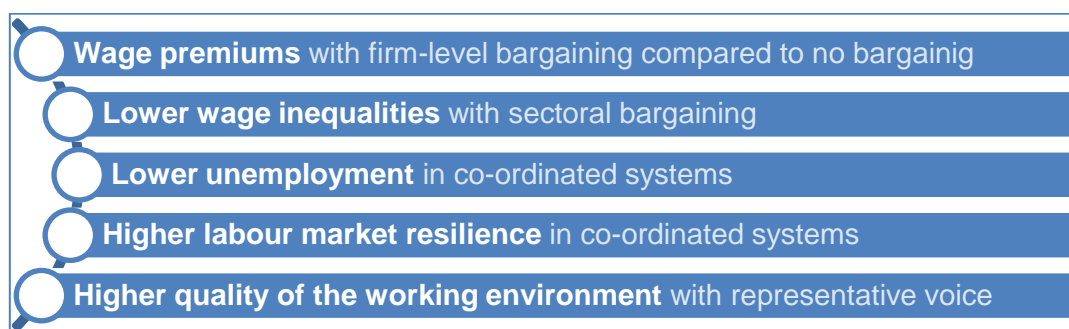 Wage premiums with firm-level bargaining compared to no bargainig
Lower wage inequalities with sectoral bargaining
Lower unemployment in co-ordinated systems
Higher labour market resilience in co-ordinated systems
Higher quality of the working environment with representative voice